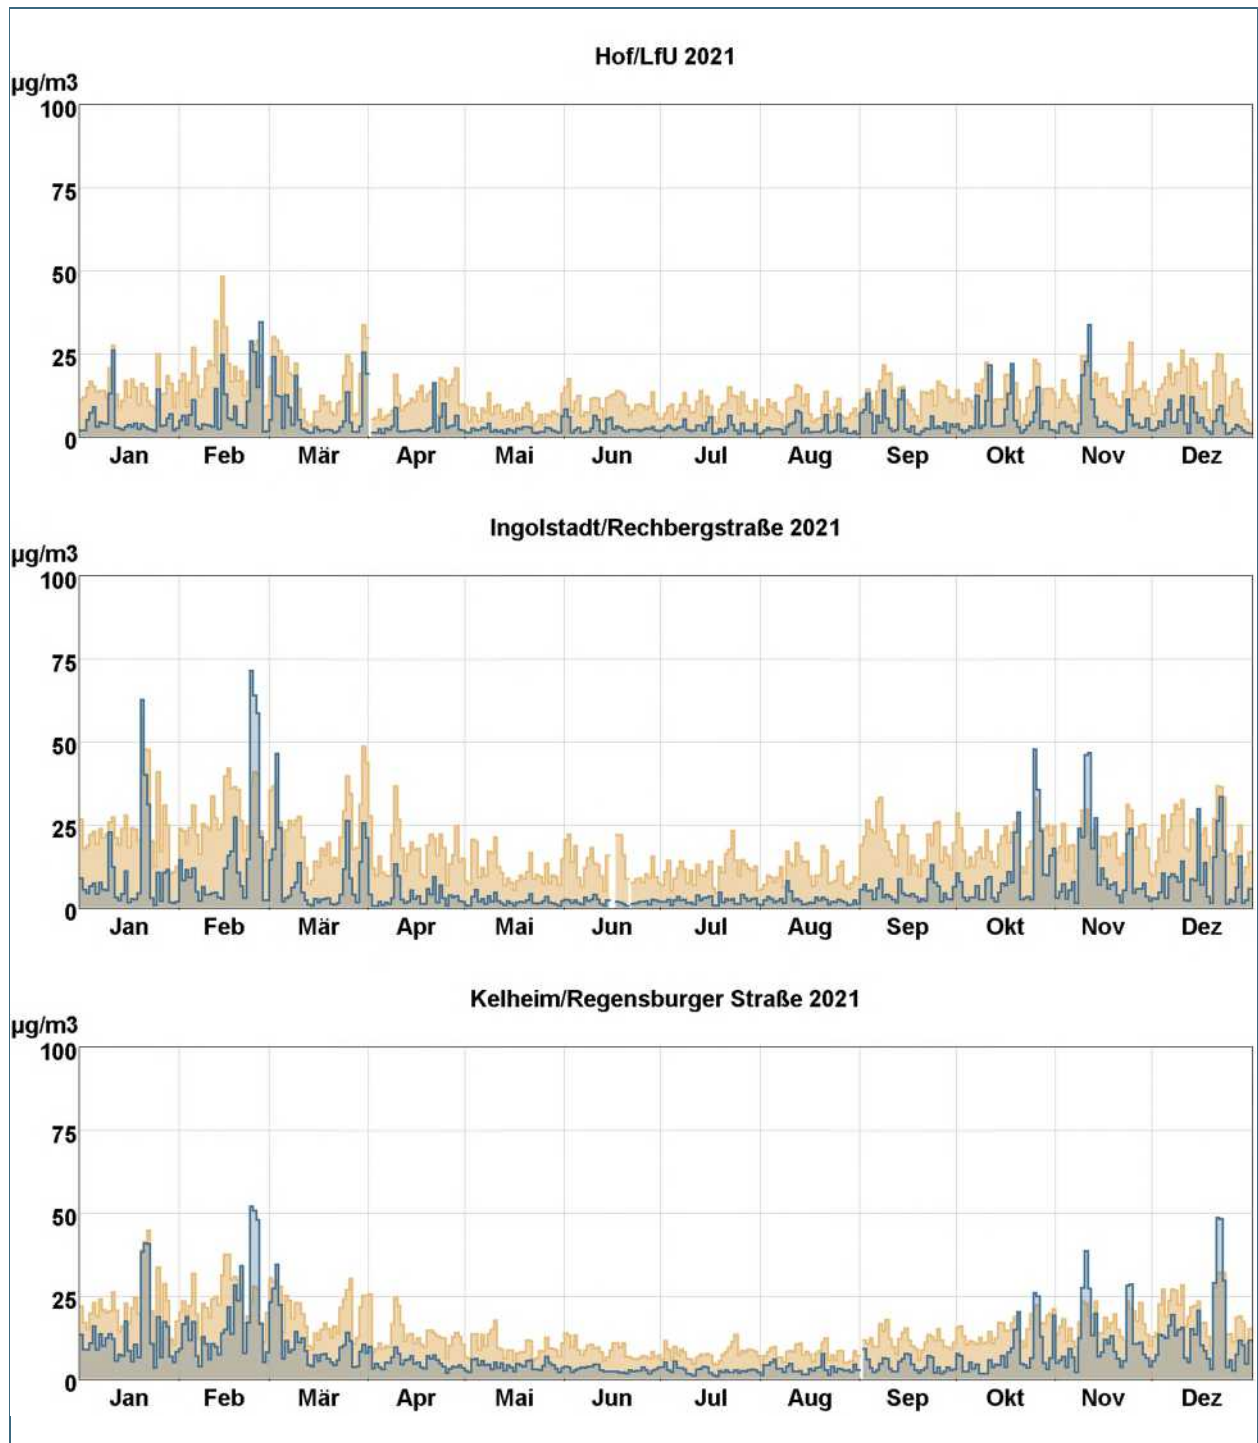 Hof/LfU 2021
µg/m3
100
75
50
25
0
Jan Feb Mär Apr Mai Jun Jul Aug Sep Okt Nov Dez
Ingolstadt/Rechbergstraße 2021
µg/m3
100
75
50
25
0
Jan Feb Mär Apr Mai Jun Jul Aug Sep Okt Nov Dez
Kelheim/Regensburger Straße 2021
µg/m3
100
75
50
25
0
Jan Feb Mär Apr Mai Jun Jul Aug Sep Okt Nov Dez